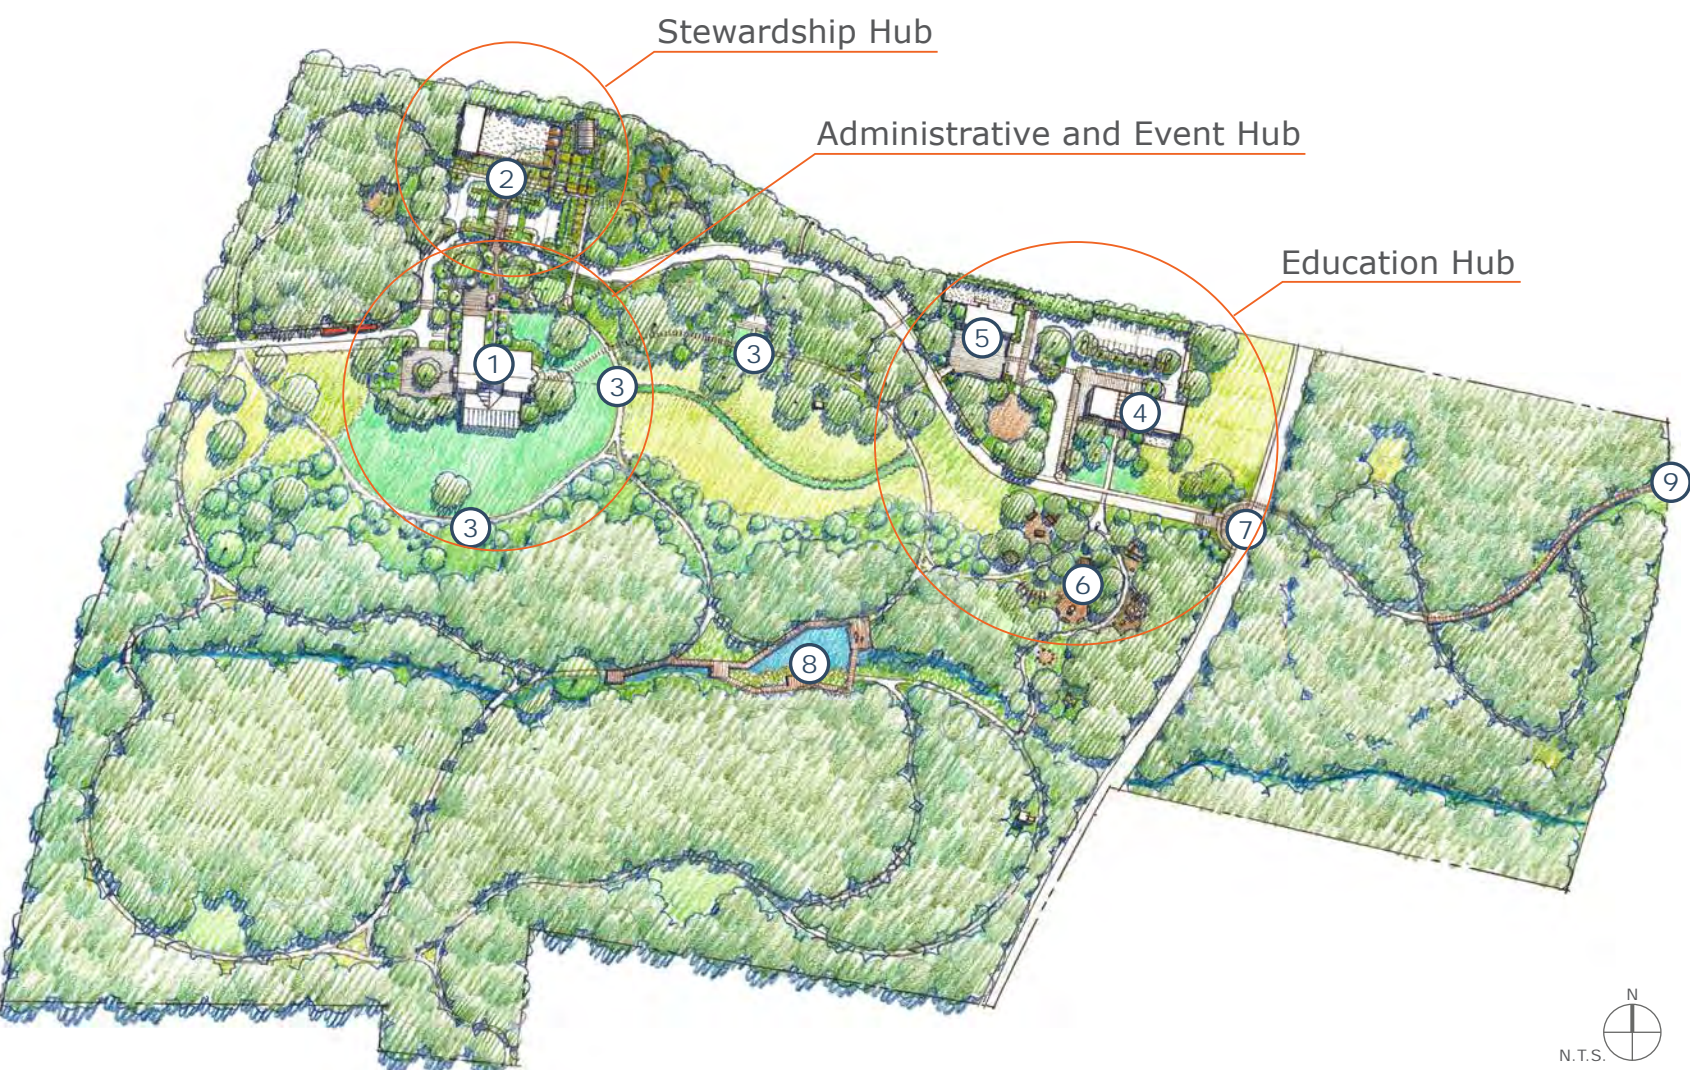 Stewardship Hub
Administrative and Event Hub
Education Hub
2
5
1
3
3
4
9
3
7
6
8
N
N.T.S.